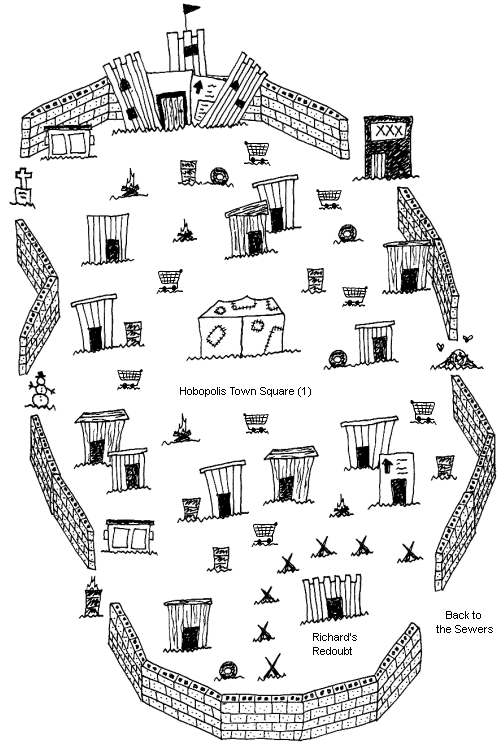 XXX
Hobopolis Town Square (1)
Richard's
Redoubt
Back to
the Sewers